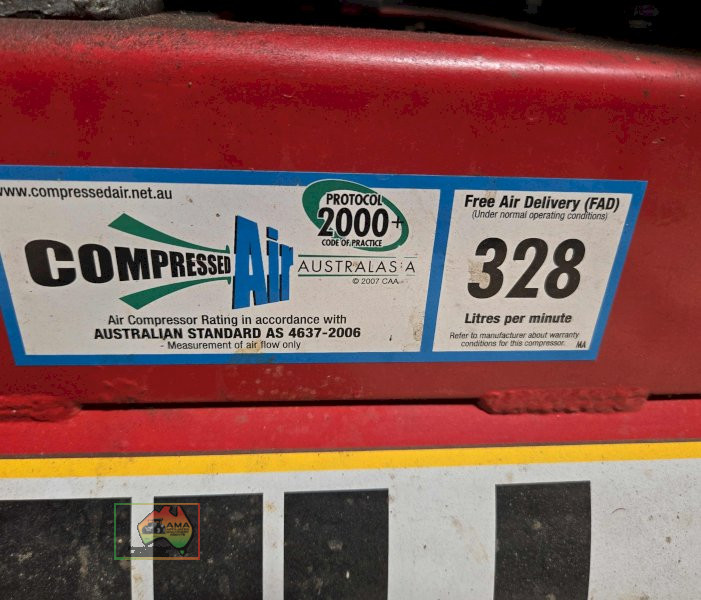 www.compressedair.net.au
COMPRESSED Air
AUSTRALASIA
© 2007 CAA
PROTOCOL
2000+
CODE OF PRACTICE
Air Compressor Rating in accordance with
AUSTRALIAN STANDARD AS 4637-2006
- Measurement of air flow only
Free Air Delivery (FAD)
(Under normal operating conditions)
328
Litres per minute
Refer to manufacturer about warranty
conditions for this compressor.
MA
AMA